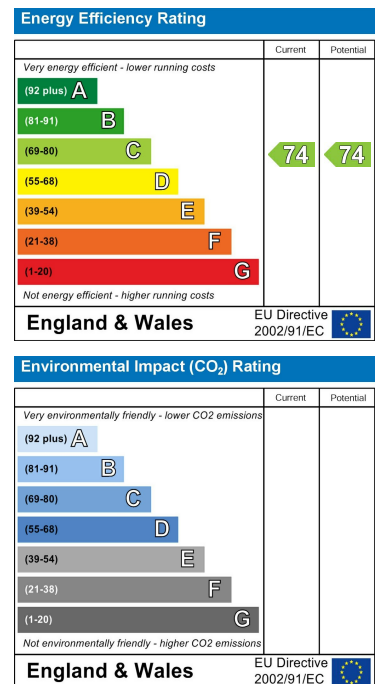 Energy Efficiency Rating
Current Potential
Very energy efficient - lower running costs
(92 plus) A
(81-91) B
(69-80) C 74 74
(55-68) D
(39-54) E
(21-38) F
(1-20) G
Not energy efficient - higher running costs
England & Wales EU Directive 2002/91/EC
Environmental Impact (CO₂) Rating
Current Potential
Very environmentally friendly - lower CO2 emissions
(92 plus) A
(81-91) B
(69-80) C
(55-68) D
(39-54) E
(21-38) F
(1-20) G
Not environmentally friendly - higher CO2 emissions
England & Wales EU Directive 2002/91/EC